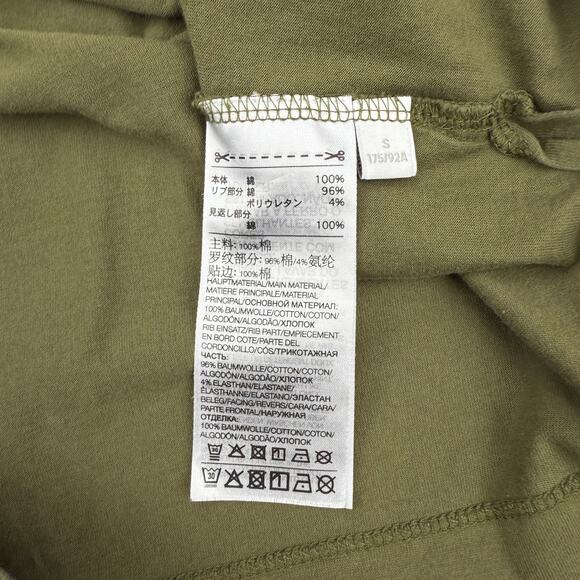 S
175/92A
本体 綿 100%
リブ部分 綿 96%
ポリウレタン 4%
見返し部分
綿 100%
主料: 100%棉
罗纹部分: 96%棉/4%氨纶
贴边: 100%棉
HAUPTMATERIAL/MAIN MATERIAL/
MATIERE PRINCIPALE/MATERIAL
PRINCIPAL/ОСНОВНОЙ МАТЕРИАЛ:
100% BAUMWOLLE/COTTON/COTON/
ALGODÓN/ALGODÃO/ХЛОПОК
RIB EINSATZ/RIB PART/EMPIECEMENT
EN BORD COTE/PARTE DEL
CORDONCILLO/CÓS/ТРИКОТАЖНАЯ
ЧАСТЬ:
96% BAUMWOLLE/COTTON/COTON/
ALGODÓN/ALGODÃO/ХЛОПОК
4% ELASTHAN/ELASTANE/
ÉLASTHANNE/ELASTANO/ЭЛАСТАН
BELEG/FACING/REVERS/CARA/CARA/
PARTE FRONTAL/НАРУЖНАЯ
ОТДЕЛКА:
100% BAUMWOLLE/COTTON/COTON/
ALGODÓN/ALGODÃO/ХЛОПОК
30
30